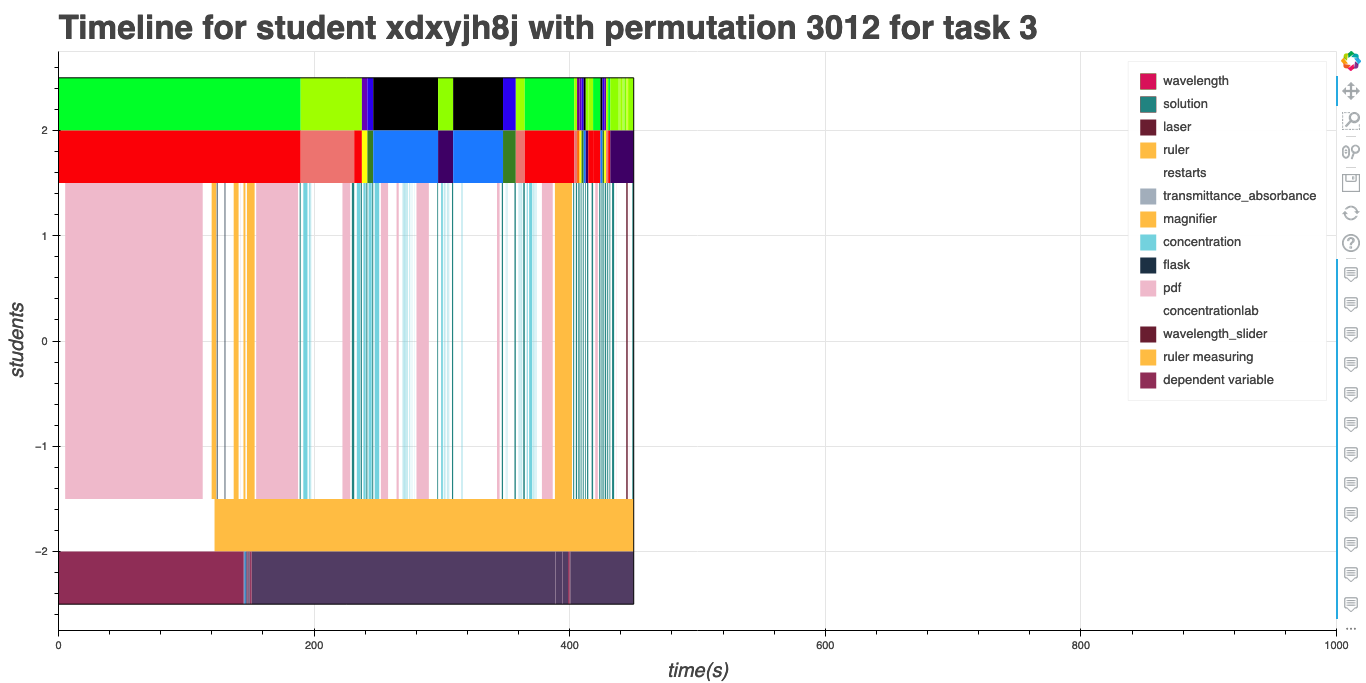 Timeline for student xdxyjh8j with permutation 3012 for task 3
wavelength
solution
laser
ruler
restarts
transmittance_absorbance
magnifier
concentration
flask
pdf
concentrationlab
wavelength_slider
ruler measuring
dependent variable
students
2
1
0
−1
−2
0
200
400
600
800
1000
time(s)